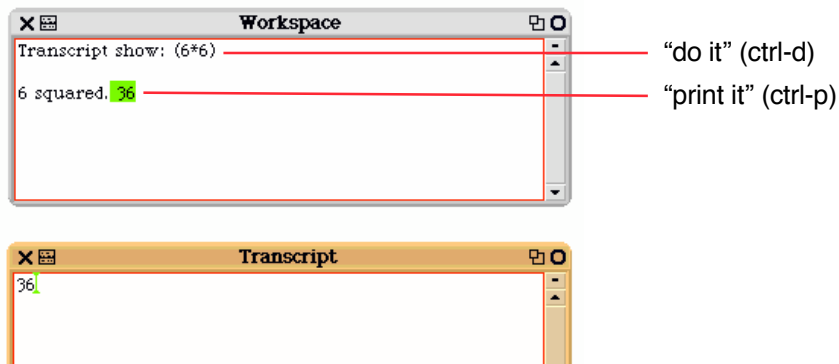 Workspace
Transcript show: (6*6)
"do it" (ctrl-d)
6 squared. 36
"print it" (ctrl-p)
Transcript
36